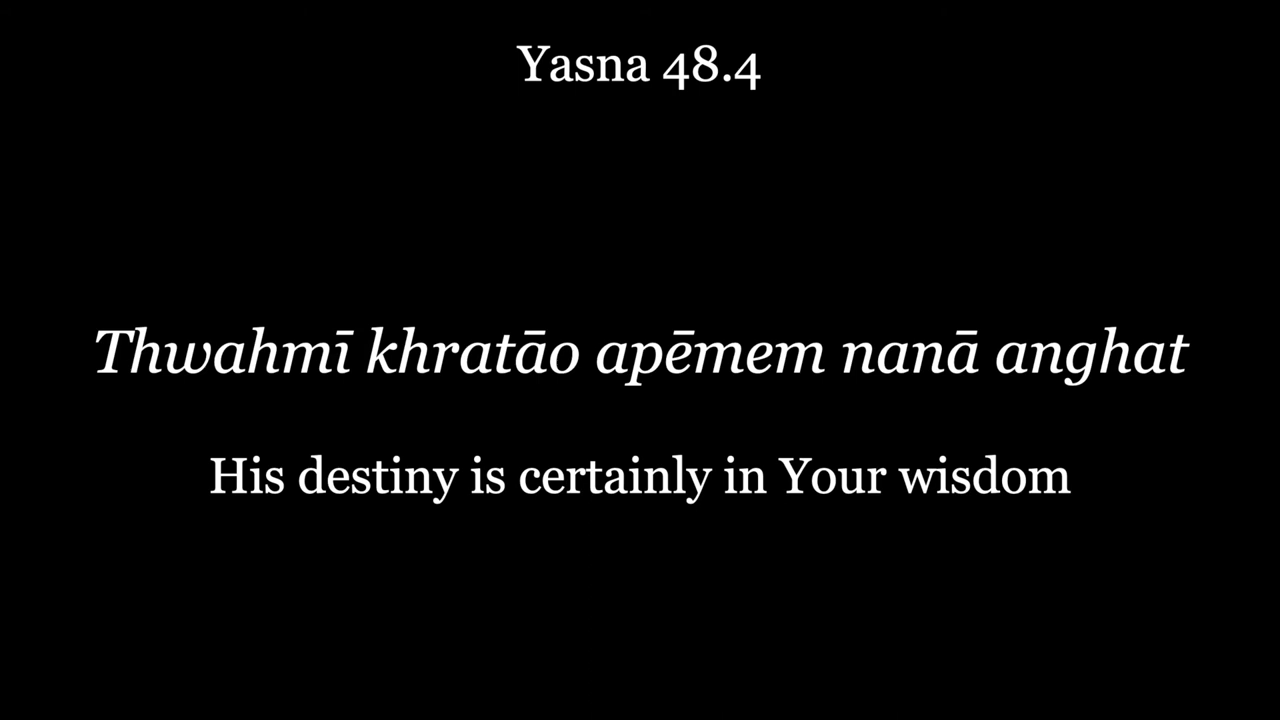 Yasna 48.4
Thwahmī khratāo apēmem nanā anghat
His destiny is certainly in Your wisdom